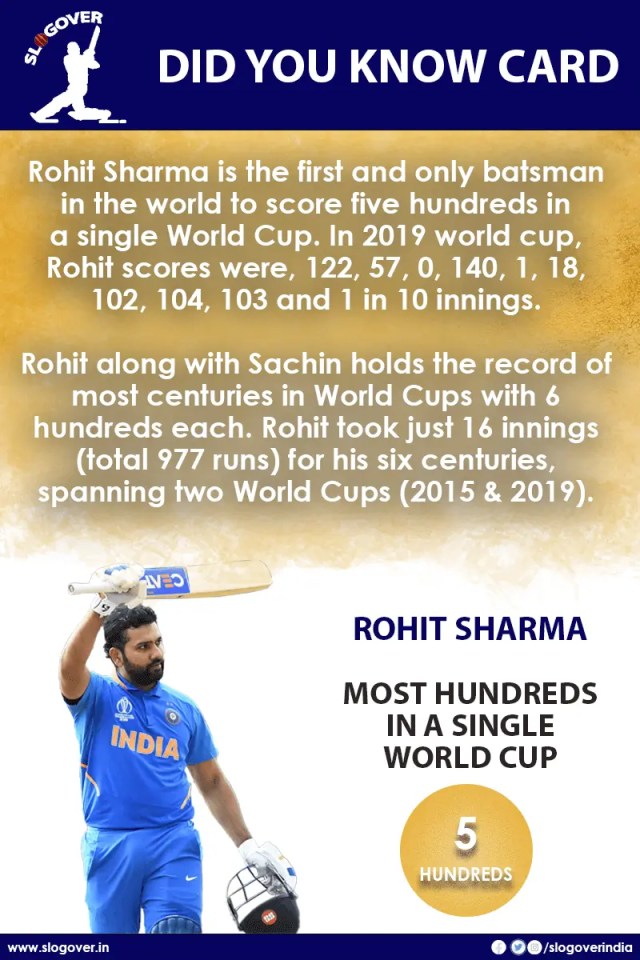 SLOGOVER
DID YOU KNOW CARD
Rohit Sharma is the first and only batsman
in the world to score five hundreds in
a single World Cup. In 2019 world cup,
Rohit scores were, 122, 57, 0, 140, 1, 18,
102, 104, 103 and 1 in 10 innings.
Rohit along with Sachin holds the record of
most centuries in World Cups with 6
hundreds each. Rohit took just 16 innings
(total 977 runs) for his six centuries,
spanning two World Cups (2015 & 2019).
CEAT
INDIA
ROHIT SHARMA
MOST HUNDREDS
IN A SINGLE
WORLD CUP
5
HUNDREDS
www.slogover.in
/slogoverindia